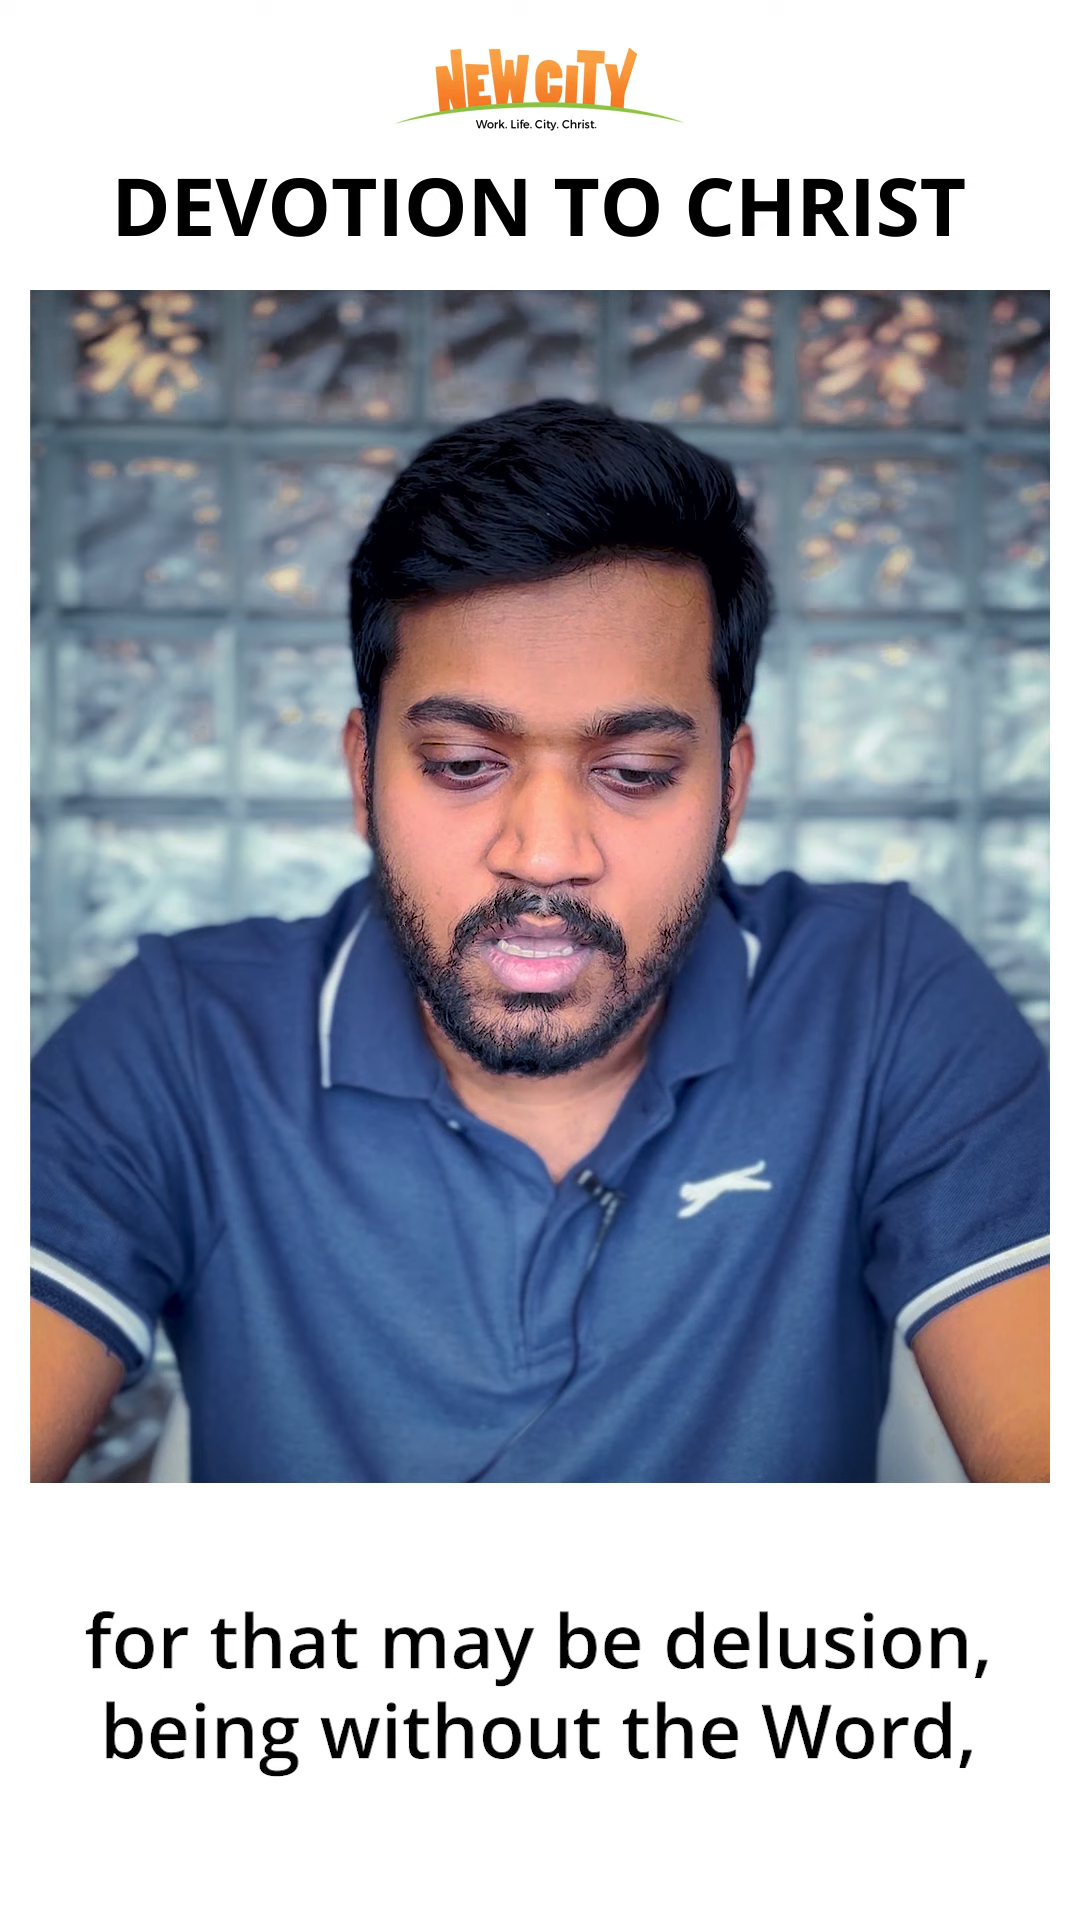 NEW CITY
Work. Life. City. Christ.
DEVOTION TO CHRIST
for that may be delusion,
being without the Word,